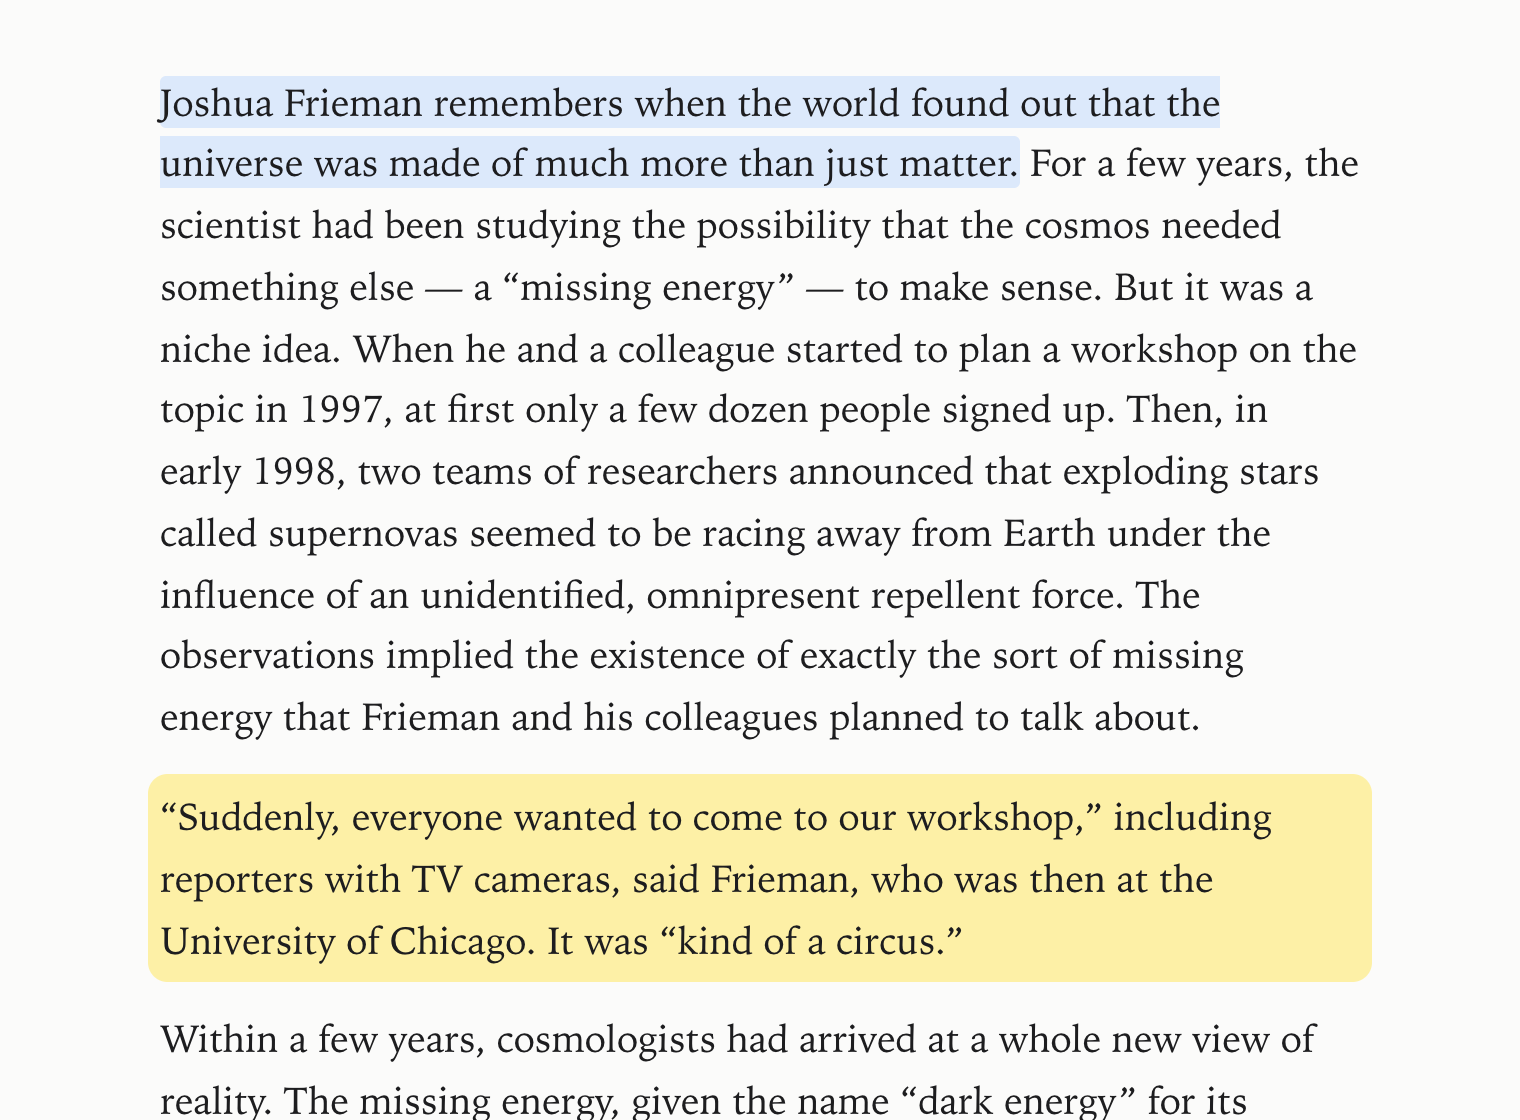 Joshua Frieman remembers when the world found out that the
universe was made of much more than just matter. For a few years, the
scientist had been studying the possibility that the cosmos needed
something else — a “missing energy” — to make sense. But it was a
niche idea. When he and a colleague started to plan a workshop on the
topic in 1997, at first only a few dozen people signed up. Then, in
early 1998, two teams of researchers announced that exploding stars
called supernovas seemed to be racing away from Earth under the
influence of an unidentified, omnipresent repellent force. The
observations implied the existence of exactly the sort of missing
energy that Frieman and his colleagues planned to talk about.
“Suddenly, everyone wanted to come to our workshop,” including
reporters with TV cameras, said Frieman, who was then at the
University of Chicago. It was “kind of a circus.”
Within a few years, cosmologists had arrived at a whole new view of
reality. The missing energy, given the name “dark energy” for its